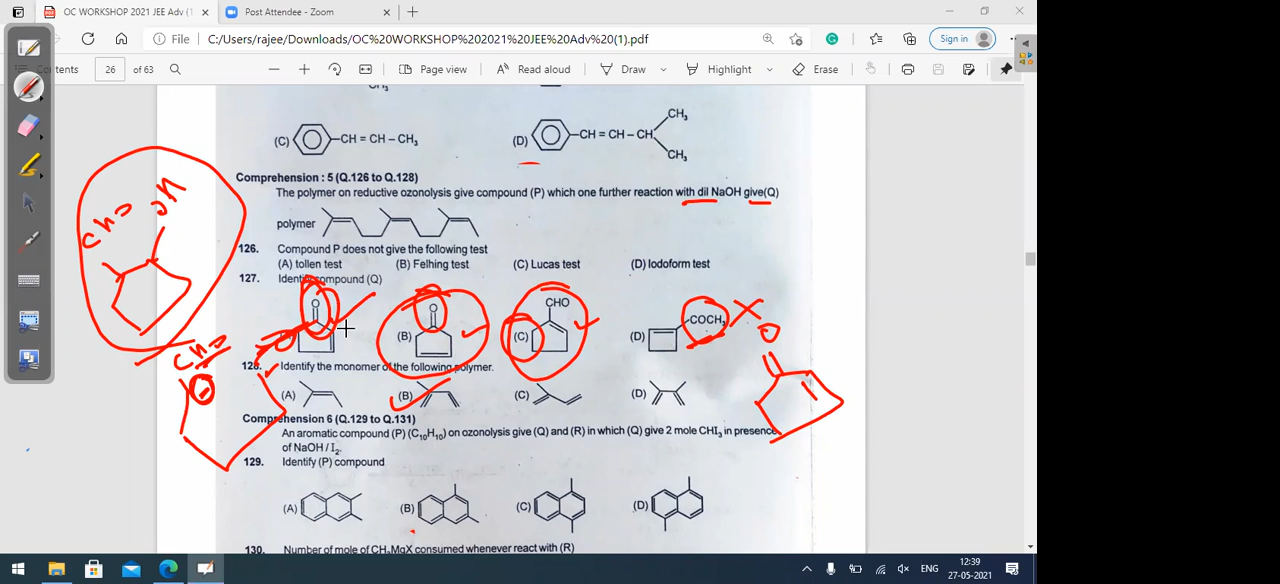 OC WORKSHOP 2021 JEE Adv (1
Post Attendee - Zoom
File
C:/Users/rajee/Downloads/OC%20WORKSHOP%202021%20JEE%20Adv%20(1).pdf
Sign in
Contents
26 of 63
Page view
Read aloud
Draw
Highlight
Erase
CH₃
CH₃
(C) CH = CH – CH₃
(D) CH = CH – CH
CH₃
Comprehension : 5 (Q.126 to Q.128)
The polymer on reductive ozonolysis give compound (P) which one further reaction with dil NaOH give(Q)
polymer
126. Compound P does not give the following test
(A) tollen test (B) Felhing test (C) Lucas test (D) Iodoform test
127. Identify compound (Q)
O
(B) O
(C) CHO
(D) COCH₃
128. Identify the monomer of the following polymer.
(A) (B) (C) (D)
Comprehension 6 (Q.129 to Q.131)
An aromatic compound (P) (C₁₀H₁₀) on ozonolysis give (Q) and (R) in which (Q) give 2 mole CHI₃ in presence
of NaOH / I₂.
129. Identify (P) compound
(A) (B) (C) (D)
130. Number of mole of CH₃MgX consumed whenever react with (R)
CHO
OH
CHO
O
ENG
12:39
27-05-2021